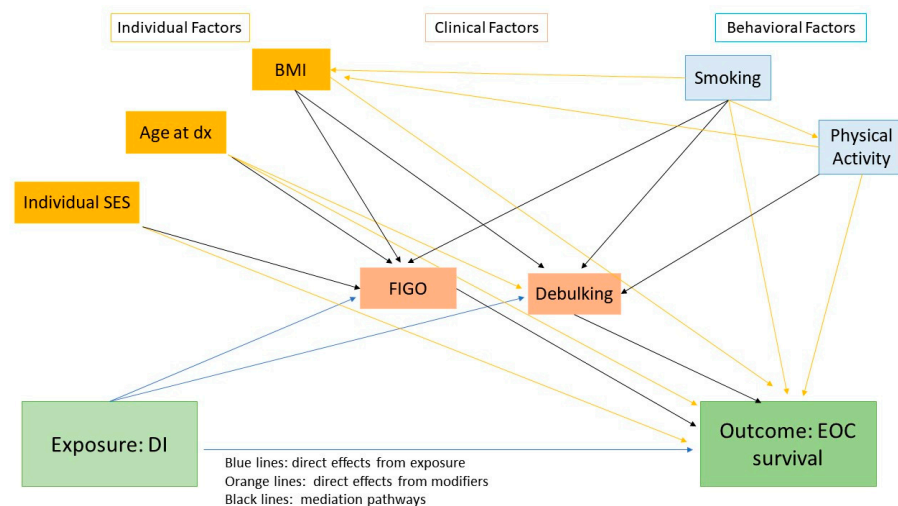 Individual Factors
Clinical Factors
Behavioral Factors
BMI
Smoking
Age at dx
Physical
Activity
Individual SES
FIGO
Debulking
Exposure: DI
Outcome: EOC
survival
Blue lines: direct effects from exposure
Orange lines: direct effects from modifiers
Black lines: mediation pathways